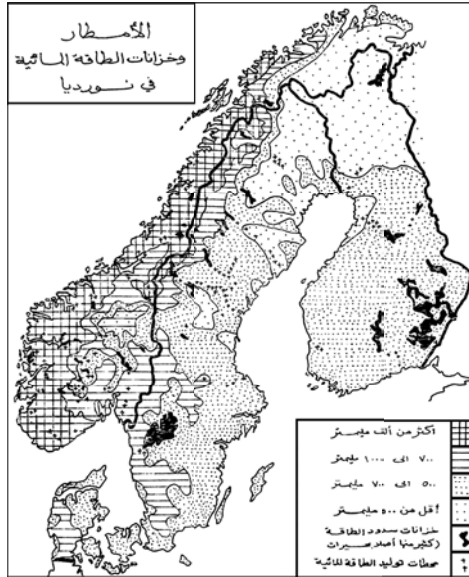 الأمطار
وخزانات الطاقة المائية
في نورديا
أكثر من ألف مليمتر
٧٠٠ الى ١٠٠٠ مليمتر
٥٠٠ الى ٧٠٠ مليمتر
أقل من ٥٠٠ مليمتر
خزانات سدود الطاقة
(كثير منها أصلا بحيرات
محطات توليد الطاقة المائية